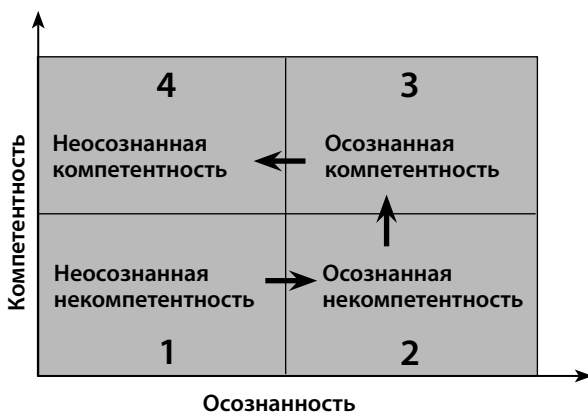 4
3
Неосознанная
компетентность
Осознанная
компетентность
Неосознанная
некомпетентность
Осознанная
некомпетентность
1
2
Компетентность
Осознанность